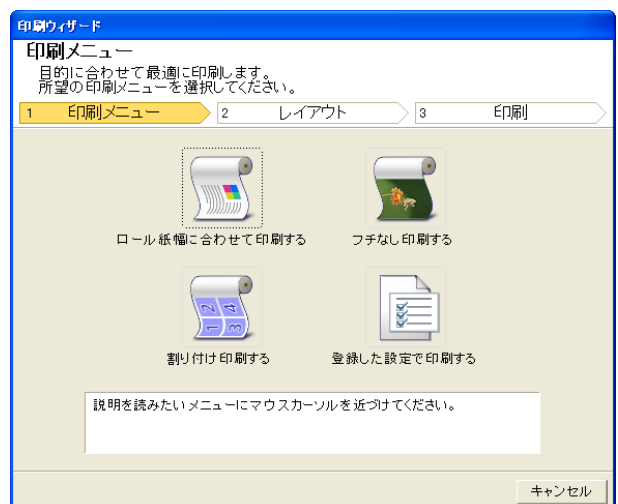 印刷ウィザード
印刷メニュー
目的に合わせて最適に印刷します。
所望の印刷メニューを選択してください。
1 印刷メニュー 2 レイアウト 3 印刷
ロール紙幅に合わせて印刷する フチなし印刷する
1 2 3 4
割り付け印刷する 登録した設定で印刷する
説明を読みたいメニューにマウスカーソルを近づけてください。
キャンセル